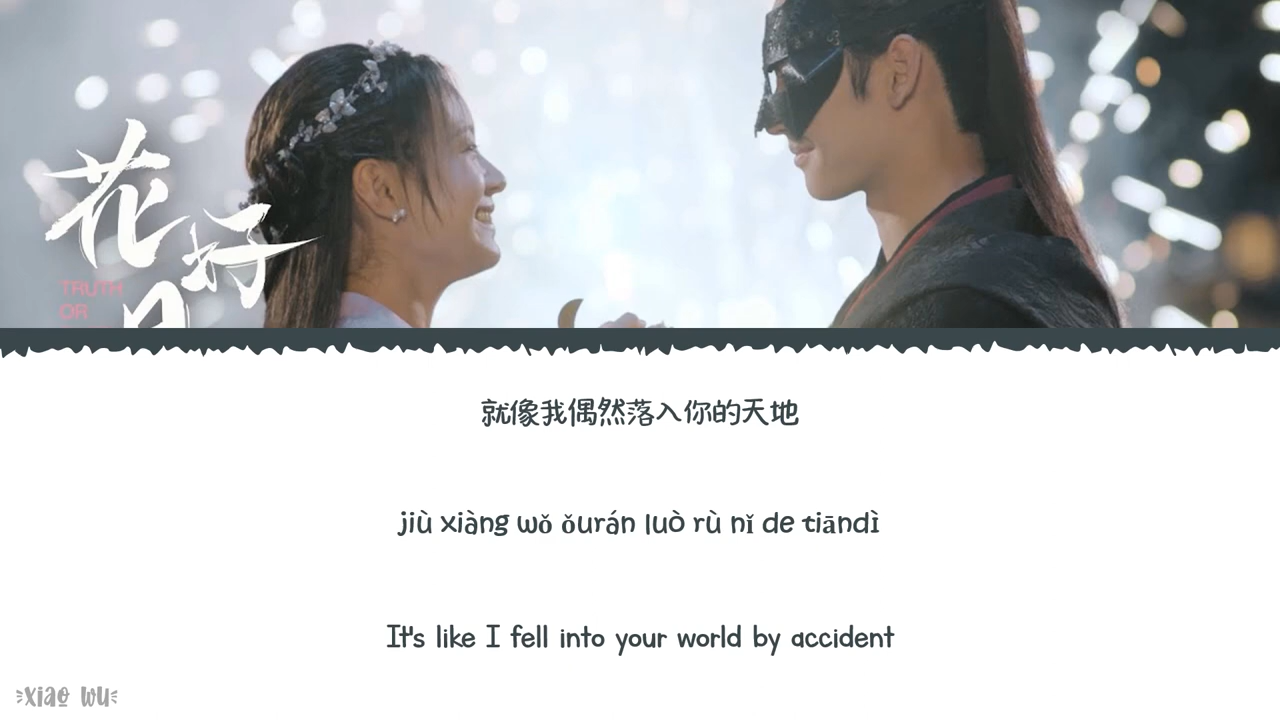 花好
TRUTH
OR
就像我偶然落入你的天地
jiù xiàng wǒ ǒurán luò rù nǐ de tiāndì
It's like I fell into your world by accident
xiao wu